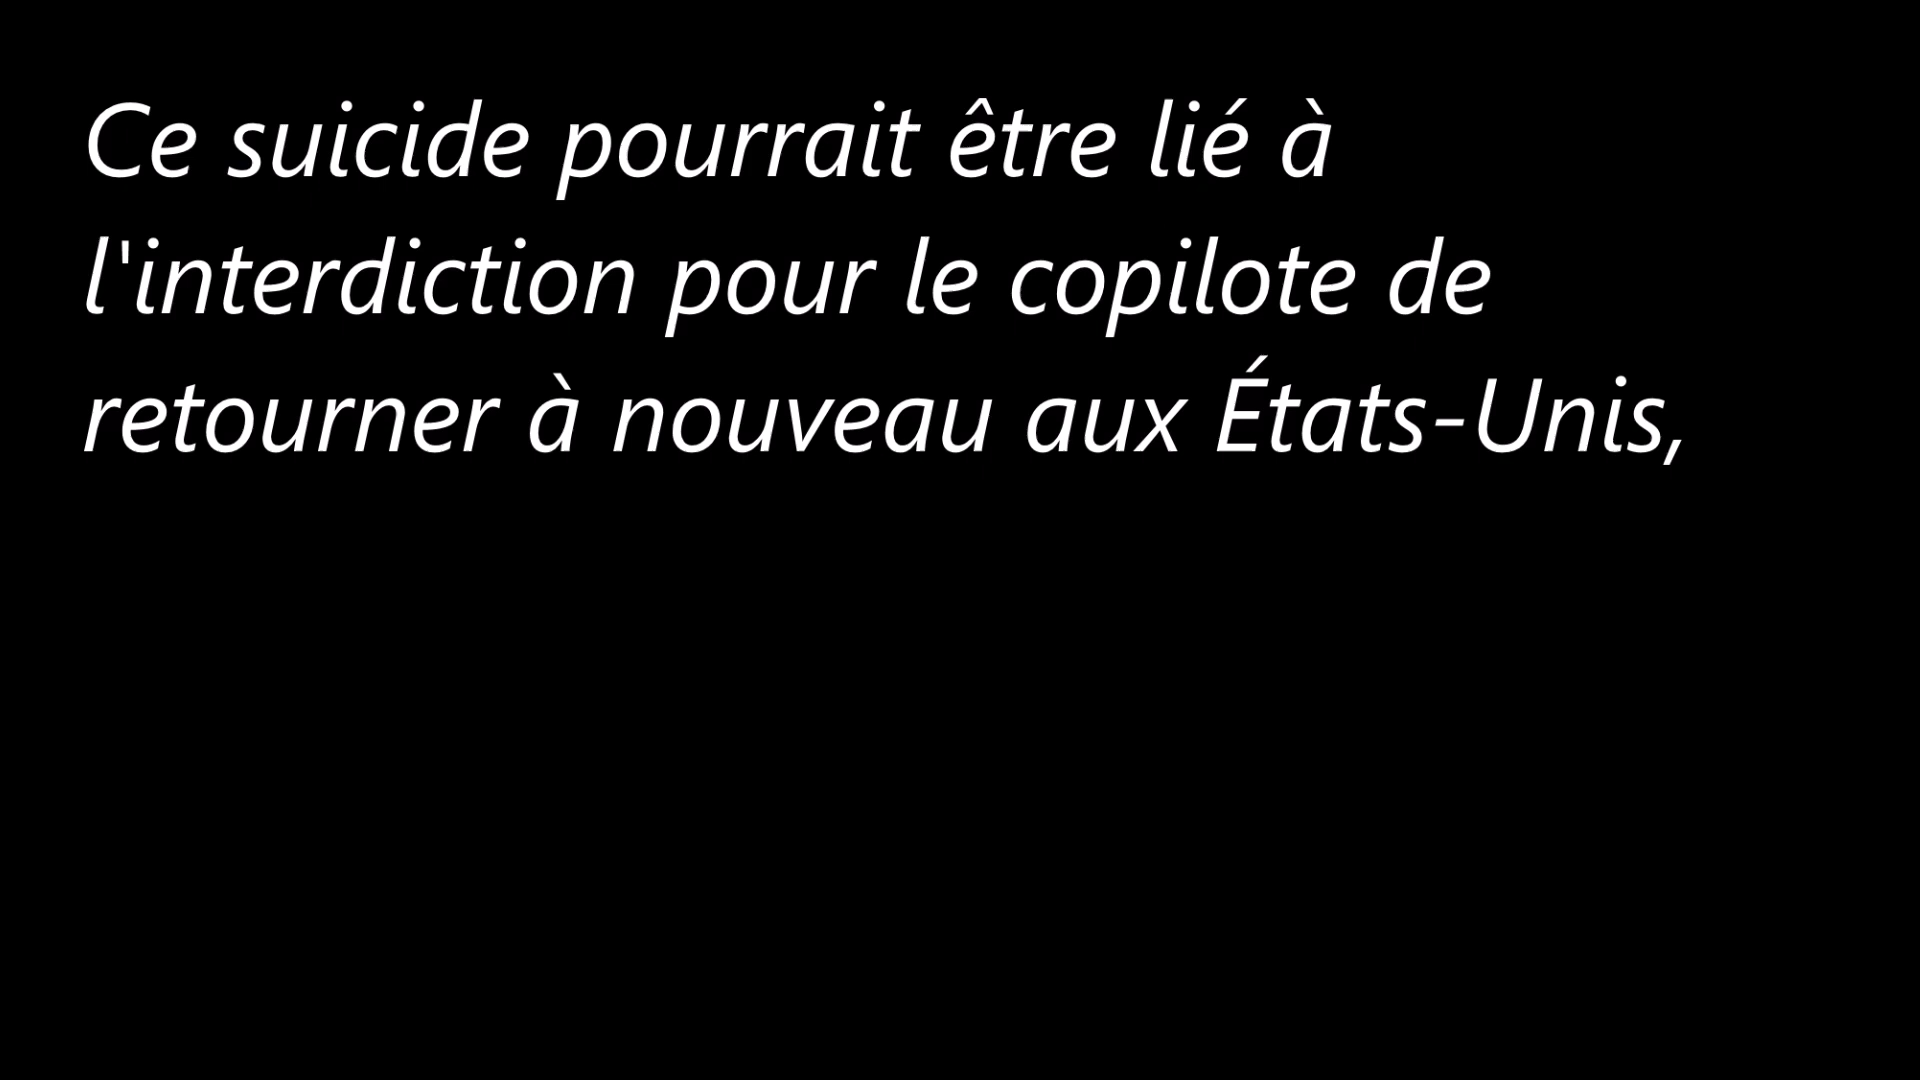 Ce suicide pourrait être lié à
l'interdiction pour le copilote de
retourner à nouveau aux États-Unis,